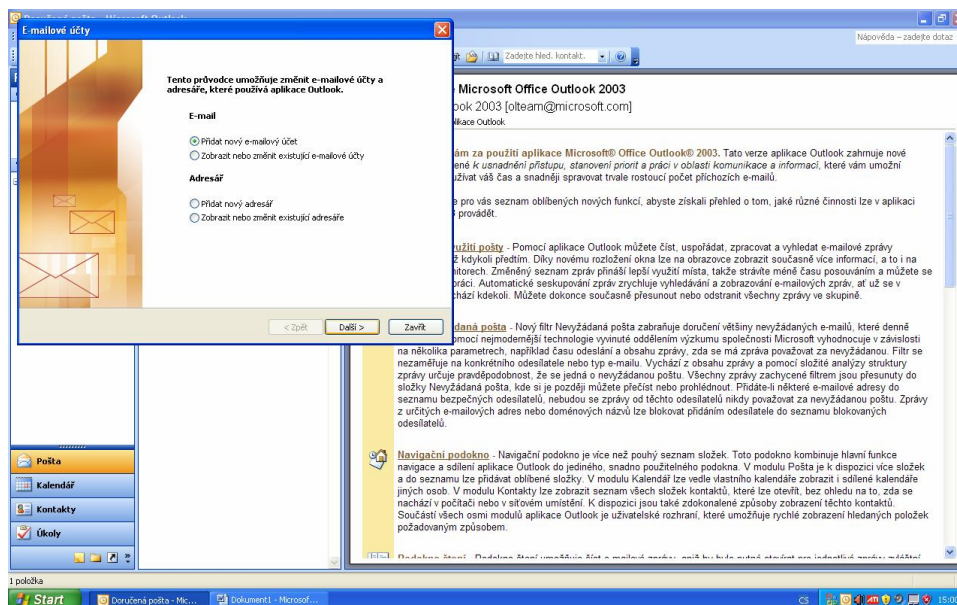 Doručená pošta - Microsoft Outlook
E-mailové účty
Nápověda – zadejte dotaz
Zadejte hled. kontakt.
Tento průvodce umožňuje změnit e-mailové účty a
adresáře, které používá aplikace Outlook.
E-mail
Přidat nový e-mailový účet
Zobrazit nebo změnit existující e-mailové účty
Adresář
Přidat nový adresář
Zobrazit nebo změnit existující adresáře
< Zpět
Další >
Zavřít
Microsoft Office Outlook 2003
ook 2003 [olteam@microsoft.com]
likace Outlook
ám za použití aplikace Microsoft® Office Outlook® 2003. Tato verze aplikace Outlook zahrnuje nové
ené k usnadnění přístupu, stanovení priorit a práci v oblasti komunikace a informací, které vám umožní
užívat váš čas a snadněji spravovat trvale rostoucí počet příchozích e-mailů.
e pro vás seznam oblíbených nových funkcí, abyste získali přehled o tom, jaké různé činnosti lze v aplikaci
provádět.
yužití pošty - Pomocí aplikace Outlook můžete číst, uspořádat, zpracovat a vyhledat e-mailové zprávy
ž kdykoli předtím. Díky novému rozložení okna lze na obrazovce zobrazit současně více informací, a to i na
nitorech. Změněný seznam zpráv přináší lepší využití místa, takže strávíte méně času posouváním a můžete se
práci. Automatické seskupování zpráv zrychluje vyhledávání a zobrazování e-mailových zpráv, ať už se v
chází kdekoli. Můžete dokonce současně přesunout nebo odstranit všechny zprávy ve skupině.
daná pošta - Nový filtr Nevyžádaná pošta zabraňuje doručení většiny nevyžádaných e-mailů, které denně
omocí nejmodernější technologie vyvinuté oddělením výzkumu společnosti Microsoft vyhodnocuje v závislosti
na několika parametrech, například času odeslání a obsahu zprávy, zda se má zpráva považovat za nevyžádanou. Filtr se
nezaměřuje na konkrétního odesílatele nebo typ e-mailu. Vychází z obsahu zprávy a pomocí složité analýzy struktury
zprávy určuje pravděpodobnost, že se jedná o nevyžádanou poštu. Všechny zprávy zachycené filtrem jsou přesunuty do
složky Nevyžádaná pošta, kde si je později můžete přečíst nebo prohlédnout. Přidáte-li některé e-mailové adresy do
seznamu bezpečných odesílatelů, nebudou se zprávy od těchto odesílatelů nikdy považovat za nevyžádanou poštu. Zprávy
z určitých e-mailových adres nebo doménových názvů lze blokovat přidáním odesílatele do seznamu blokovaných
odesílatelů.
Navigační podokno - Navigační podokno je více než pouhý seznam složek. Toto podokno kombinuje hlavní funkce
navigace a sdílení aplikace Outlook do jediného, snadno použitelného podokna. V modulu Pošta je k dispozici více složek
a do seznamu lze přidávat oblíbené složky. V modulu Kalendář lze vedle vlastního kalendáře zobrazit i sdílené kalendáře
jiných osob. V modulu Kontakty lze zobrazit seznam všech složek kontaktů, které lze otevřít, bez ohledu na to, zda se
nachází v počítači nebo v síťovém umístění. K dispozici jsou také zdokonalené způsoby zobrazení těchto kontaktů.
Součástí všech osmi modulů aplikace Outlook je uživatelské rozhraní, které umožňuje rychlé zobrazení hledaných položek
požadovaným způsobem.
Pošta
Kalendář
Kontakty
Úkoly
1 položka
Start
Doručená pošta - Mic...
Dokument1 - Microsof...
CS
15:00